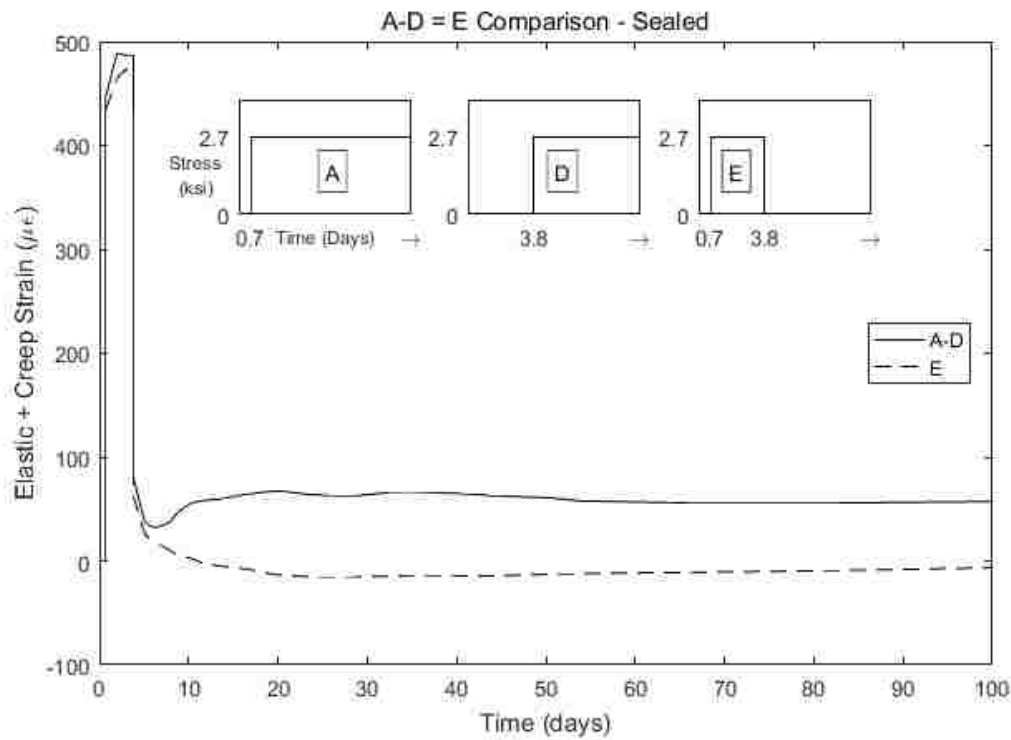 A-D = E Comparison - Sealed
Elastic + Creep Strain (με)
500
400
300
200
100
0
-100
2.7
Stress
(ksi)
0
A
0.7 Time (Days) →
2.7
0
D
3.8 →
2.7
0
E
0.7 3.8 →
A-D
E
0 10 20 30 40 50 60 70 80 90 100
Time (days)